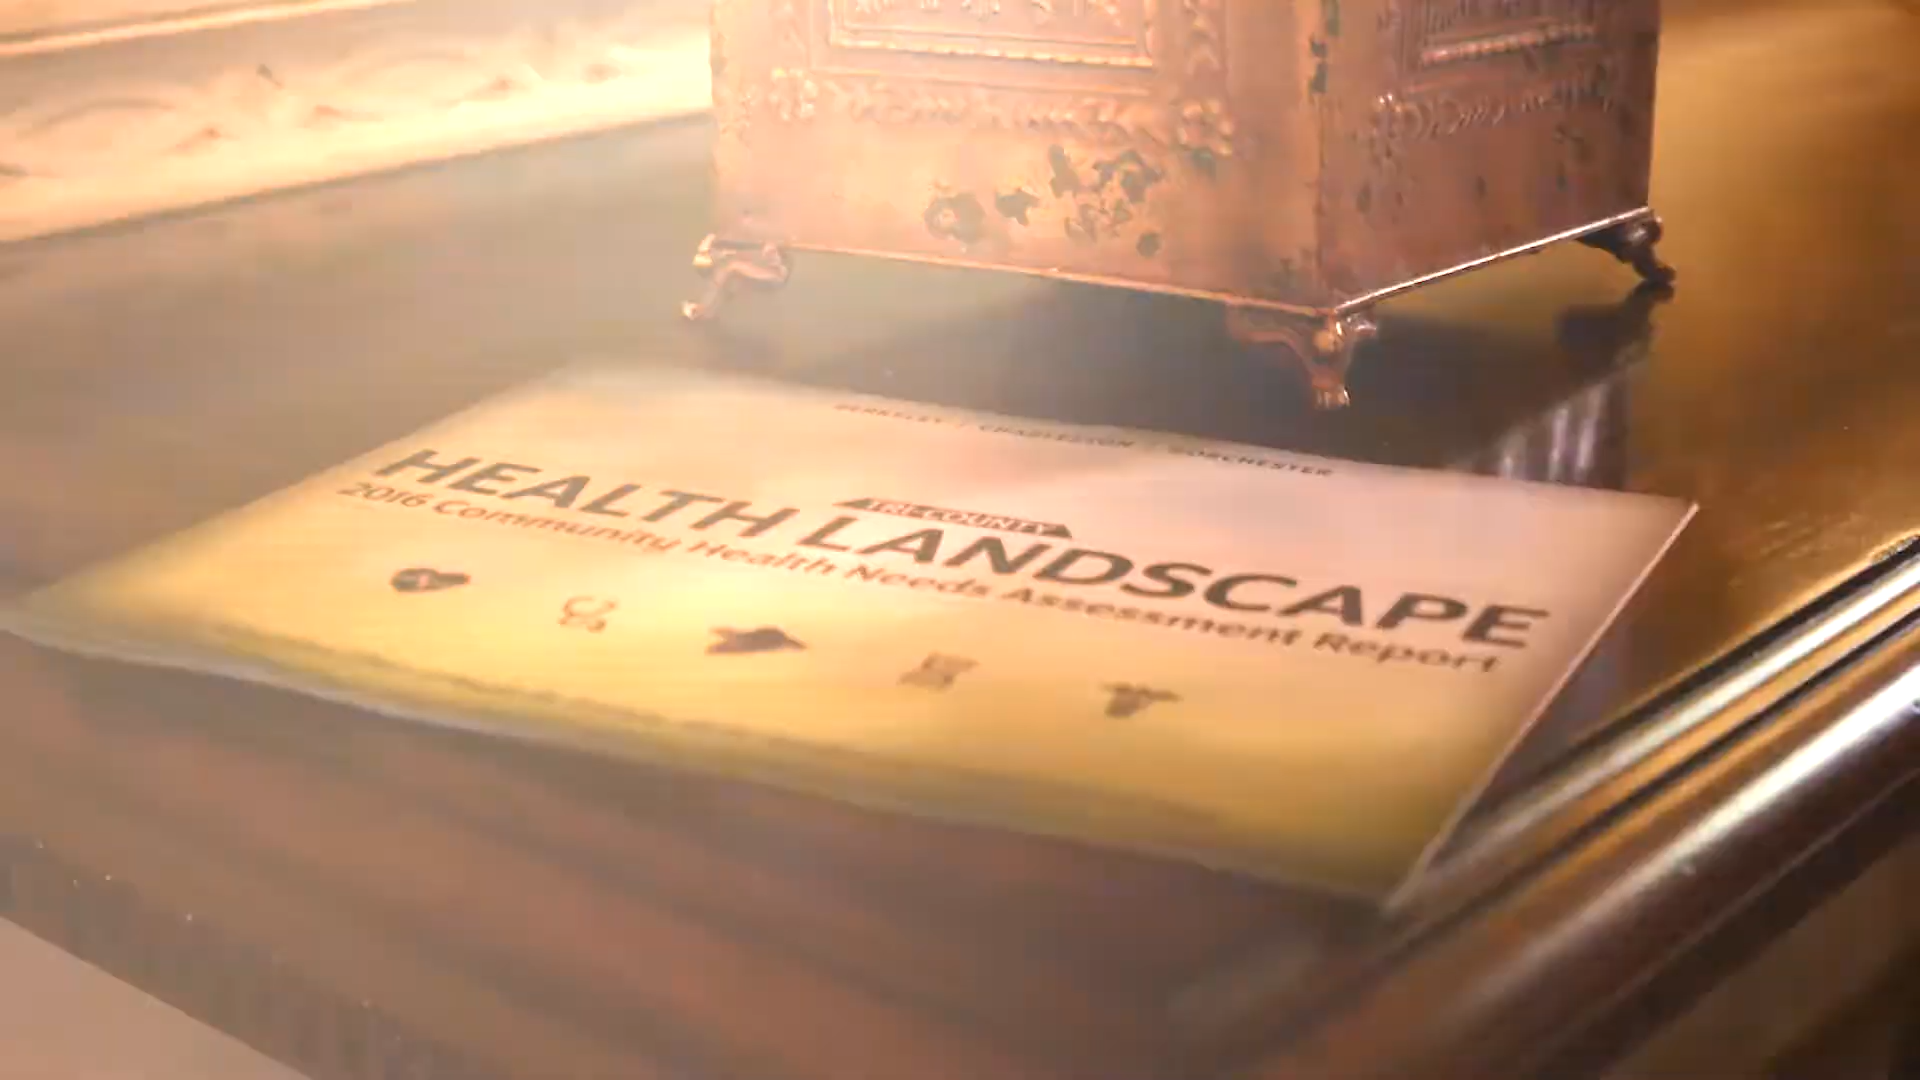 BERKELEY | CHARLESTON | DORCHESTER
TRI-COUNTY
HEALTH LANDSCAPE
2016 Community Health Needs Assessment Report